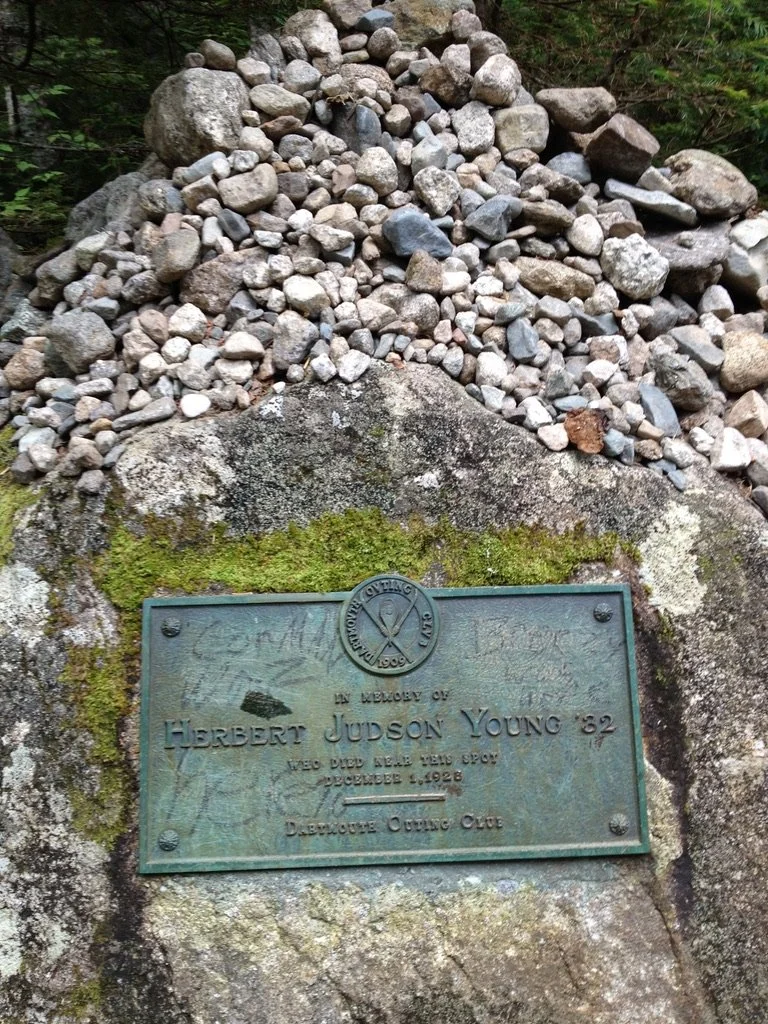 DARTMOUTH OUTING CLUB
1909
IN MEMORY OF
HERBERT JUDSON YOUNG '32
WHO DIED NEAR THIS SPOT
DECEMBER 1, 1928
DARTMOUTH OUTING CLUB